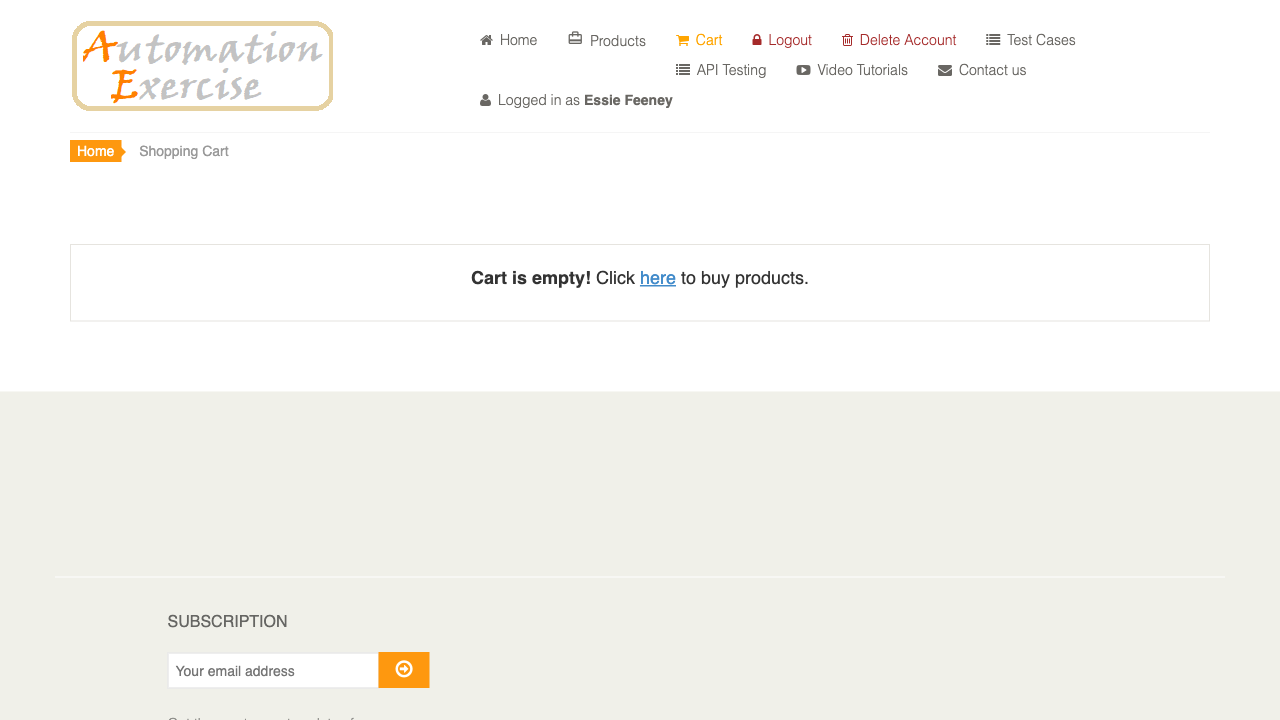 Automation
Exercise
Home Products Cart Logout Delete Account Test Cases
API Testing Video Tutorials Contact us
Logged in as Essie Feeney
Home Shopping Cart
Cart is empty! Click here to buy products.
SUBSCRIPTION
Your email address